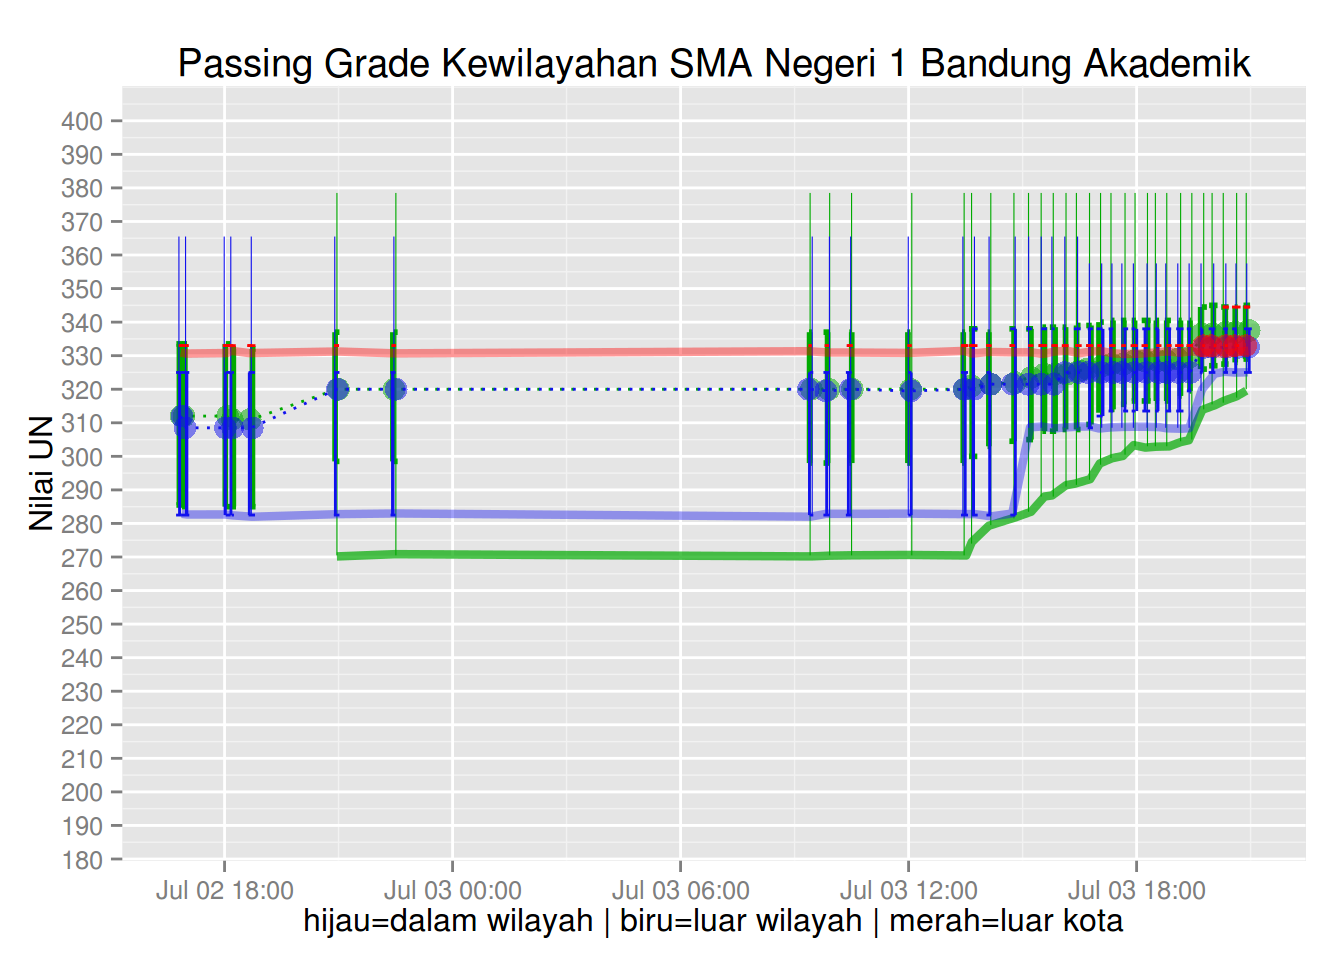 Passing Grade Kewilayahan SMA Negeri 1 Bandung Akademik
Nilai UN
400
390
380
370
360
350
340
330
320
310
300
290
280
270
260
250
240
230
220
210
200
190
180
Jul 02 18:00
Jul 03 00:00
Jul 03 06:00
Jul 03 12:00
Jul 03 18:00
hijau=dalam wilayah | biru=luar wilayah | merah=luar kota